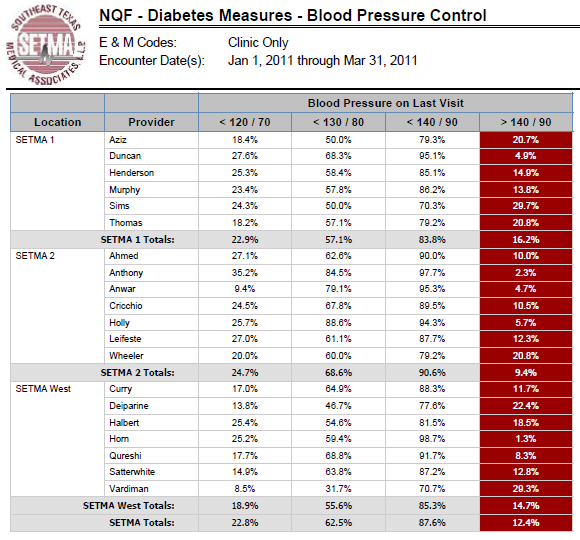 SOUTHEAST TEXAS
SETMA
MEDICAL ASSOCIATES, L.L.P.
NQF - Diabetes Measures - Blood Pressure Control
E & M Codes: Clinic Only
Encounter Date(s): Jan 1, 2011 through Mar 31, 2011
Blood Pressure on Last Visit
Location Provider < 120 / 70 < 130 / 80 < 140 / 90 > 140 / 90
SETMA 1 Aziz 18.4% 50.0% 79.3% 20.7%
Duncan 27.6% 68.3% 95.1% 4.9%
Henderson 25.3% 58.4% 85.1% 14.9%
Murphy 23.4% 57.8% 86.2% 13.8%
Sims 24.3% 50.0% 70.3% 29.7%
Thomas 18.2% 57.1% 79.2% 20.8%
SETMA 1 Totals: 22.9% 57.1% 83.8% 16.2%
SETMA 2 Ahmed 27.1% 62.6% 90.0% 10.0%
Anthony 35.2% 84.5% 97.7% 2.3%
Anwar 9.4% 79.1% 95.3% 4.7%
Cricchio 24.5% 67.8% 89.5% 10.5%
Holly 25.7% 88.6% 94.3% 5.7%
Leifeste 27.0% 61.1% 87.7% 12.3%
Wheeler 20.0% 60.0% 79.2% 20.8%
SETMA 2 Totals: 24.7% 68.6% 90.6% 9.4%
SETMA West Curry 17.0% 64.9% 88.3% 11.7%
Deiparine 13.8% 46.7% 77.6% 22.4%
Halbert 25.4% 54.6% 81.5% 18.5%
Horn 25.2% 59.4% 98.7% 1.3%
Qureshi 17.7% 68.8% 91.7% 8.3%
Satterwhite 14.9% 63.8% 87.2% 12.8%
Vardiman 8.5% 31.7% 70.7% 29.3%
SETMA West Totals: 18.9% 55.6% 85.3% 14.7%
SETMA Totals: 22.8% 62.5% 87.6% 12.4%